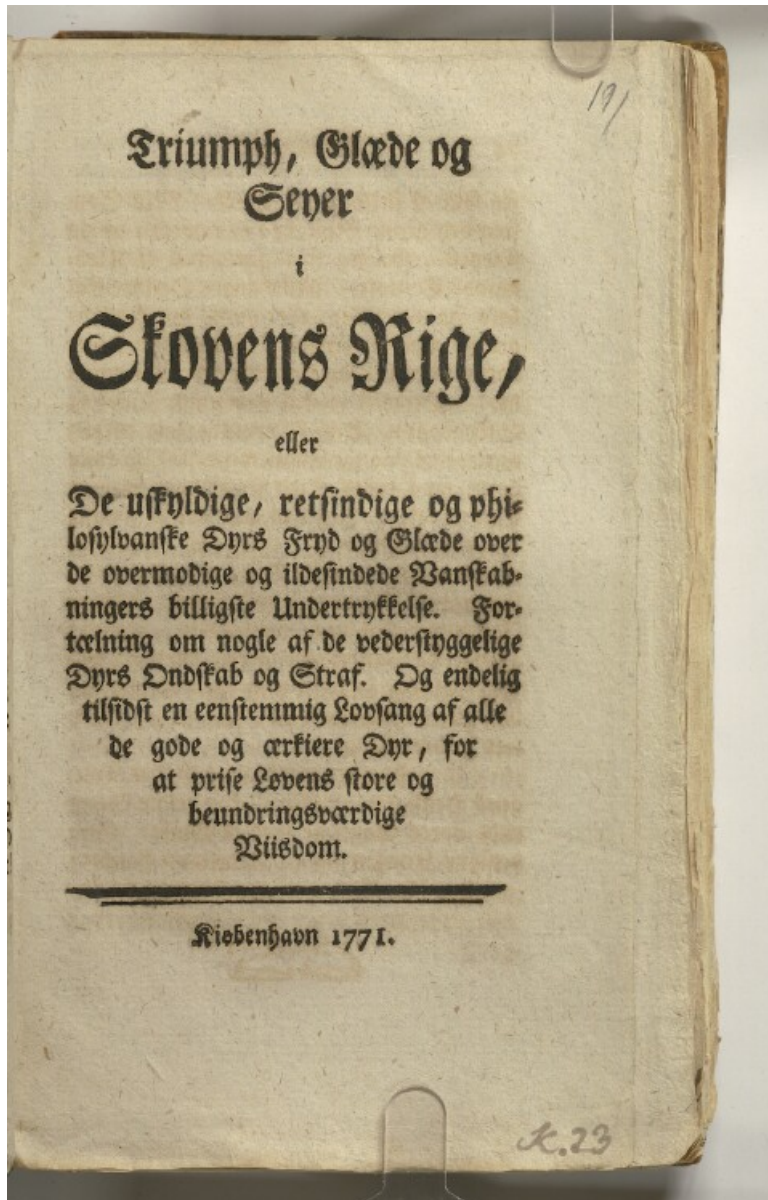 19/
Triumph, Glæde og
Seyer
i
Skovens Rige,
eller
De uskyldige, retsindige og phi-
losylvanske Dyrs Fryd og Glæde over
de overmodige og ildesindede Vanskab-
ningers billigste Undertrykkelse. For-
tælning om nogle af de vederstyggelige
Dyrs Ondskab og Straf. Og endelig
tilsidst en eenstemmig Lovsang af alle
de gode og ærkiere Dyr, for
at prise Løvens store og
beundringsværdige
Viisdom.
Kiøbenhavn 1771.
K.23